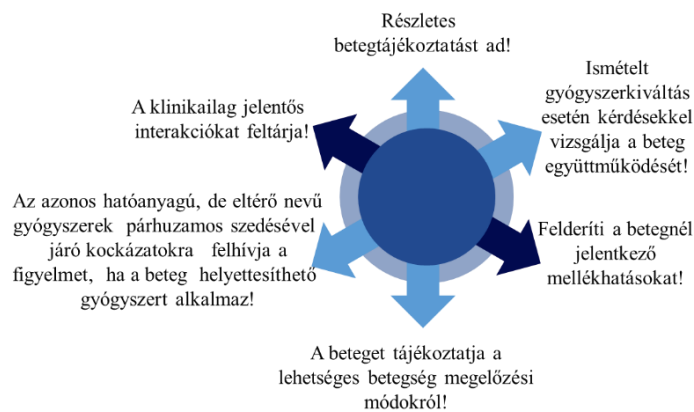 Részletes
betegtájékoztatást ad!
Ismételt
gyógyszerkiváltás
esetén kérdésekkel
vizsgálja a beteg
együttműködését!
Felderíti a betegnél
jelentkező
mellékhatásokat!
A beteget tájékoztatja a
lehetséges betegség megelőzési
módokról!
Az azonos hatóanyagú, de eltérő nevű
gyógyszerek párhuzamos szedésével
járó kockázatokra felhívja a
figyelmet, ha a beteg helyettesíthető
gyógyszert alkalmaz!
A klinikailag jelentős
interakciókat feltárja!